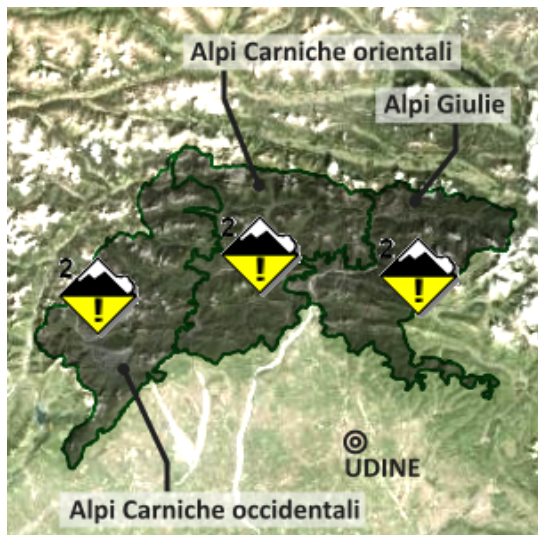 Alpi Carniche orientali
Alpi Giulie
2
2
2
UDINE
Alpi Carniche occidentali